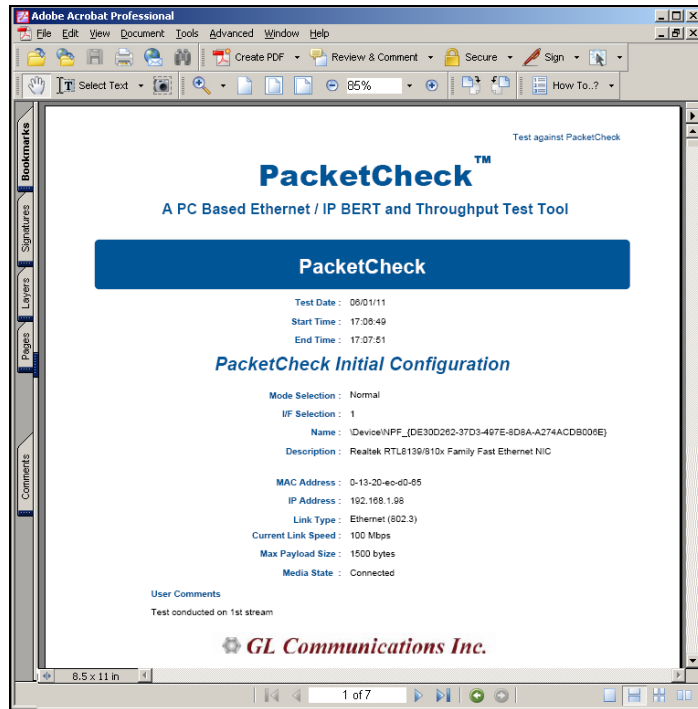 Adobe Acrobat Professional
File Edit View Document Tools Advanced Window Help
Create PDF Review & Comment Secure Sign
Select Text 85% How To..?
Bookmarks
Signatures
Layers
Pages
Comments
Test against PacketCheck
PacketCheck™
A PC Based Ethernet / IP BERT and Throughput Test Tool
PacketCheck
Test Date : 06/01/11
Start Time : 17:06:49
End Time : 17:07:51
PacketCheck Initial Configuration
Mode Selection : Normal
I/F Selection : 1
Name : \Device\NPF_{DE30D262-37D3-497E-8D8A-A274ACDB006E}
Description : Realtek RTL8139/810x Family Fast Ethernet NIC
MAC Address : 0-13-20-ec-d0-65
IP Address : 192.168.1.98
Link Type : Ethernet (802.3)
Current Link Speed : 100 Mbps
Max Payload Size : 1500 bytes
Media State : Connected
User Comments
Test conducted on 1st stream
GL Communications Inc.
8.5 x 11 in
1 of 7